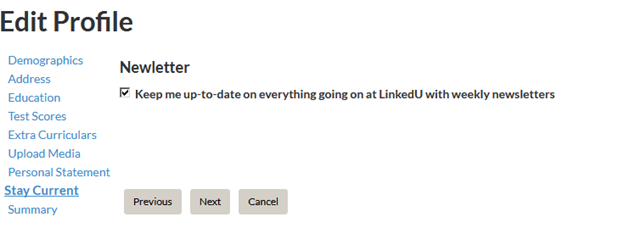 Edit Profile
Demographics
Address
Education
Test Scores
Extra Curriculars
Upload Media
Personal Statement
Stay Current
Summary
Newletter
Keep me up-to-date on everything going on at LinkedU with weekly newsletters
Previous Next Cancel